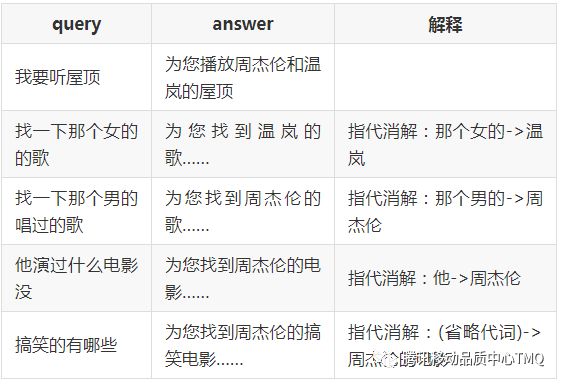 query answer 解释
我要听屋顶
为您播放周杰伦和温
岚的屋顶
找一下那个女的
的歌
为您找到温岚的
歌......
指代消解：那个女的->温
岚
找一下那个男的
唱过的歌
为您找到周杰伦的
歌......
指代消解：那个男的->周
杰伦
他演过什么电影
没
为您找到周杰伦的电
影......
指代消解：他->周杰伦
搞笑的有哪些
为您找到周杰伦的搞
笑电影......
指代消解：(省略代词)->
周杰伦的电影
腾讯移动品质中心TMQ